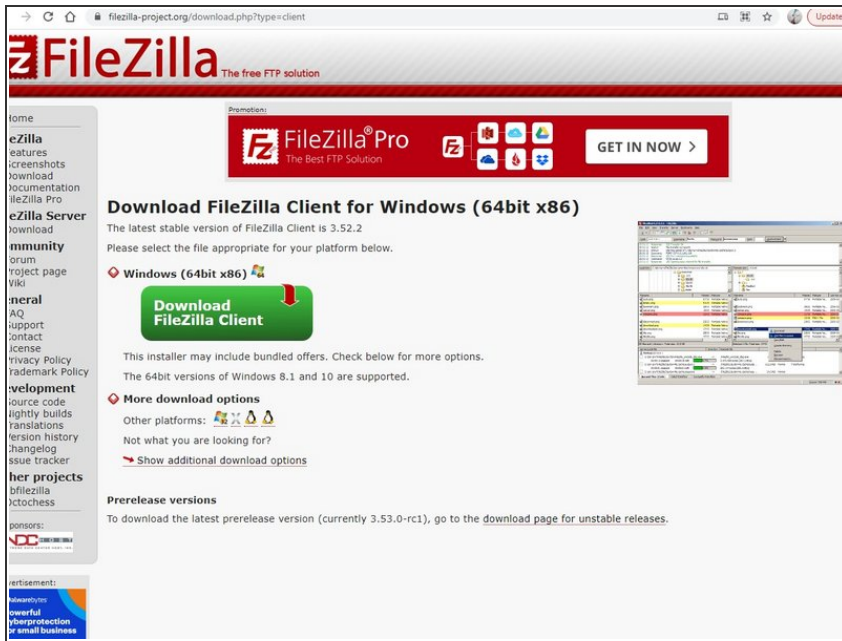 filezilla-project.org/download.php?type=client
Update
FileZilla The free FTP solution
Promotion:
FileZilla® Pro
The Best FTP Solution
GET IN NOW >
Home
eZilla
eatures
creenshots
ownload
ocumentation
ileZilla Pro
eZilla Server
ownload
mmunity
orum
roject page
Wiki
eneral
AQ
upport
ontact
icense
rivacy Policy
rademark Policy
evelopment
ource code
ightly builds
ranslations
ersion history
hangelog
ssue tracker
her projects
bfilezilla
ctochess
ponsors:
vertisement:
Malwarebytes
owerful
yberprotection
or small business
Download FileZilla Client for Windows (64bit x86)
The latest stable version of FileZilla Client is 3.52.2
Please select the file appropriate for your platform below.
Windows (64bit x86)
Download
FileZilla Client
This installer may include bundled offers. Check below for more options.
The 64bit versions of Windows 8.1 and 10 are supported.
More download options
Other platforms:
Not what you are looking for?
Show additional download options
Prerelease versions
To download the latest prerelease version (currently 3.53.0-rc1), go to the download page for unstable releases.